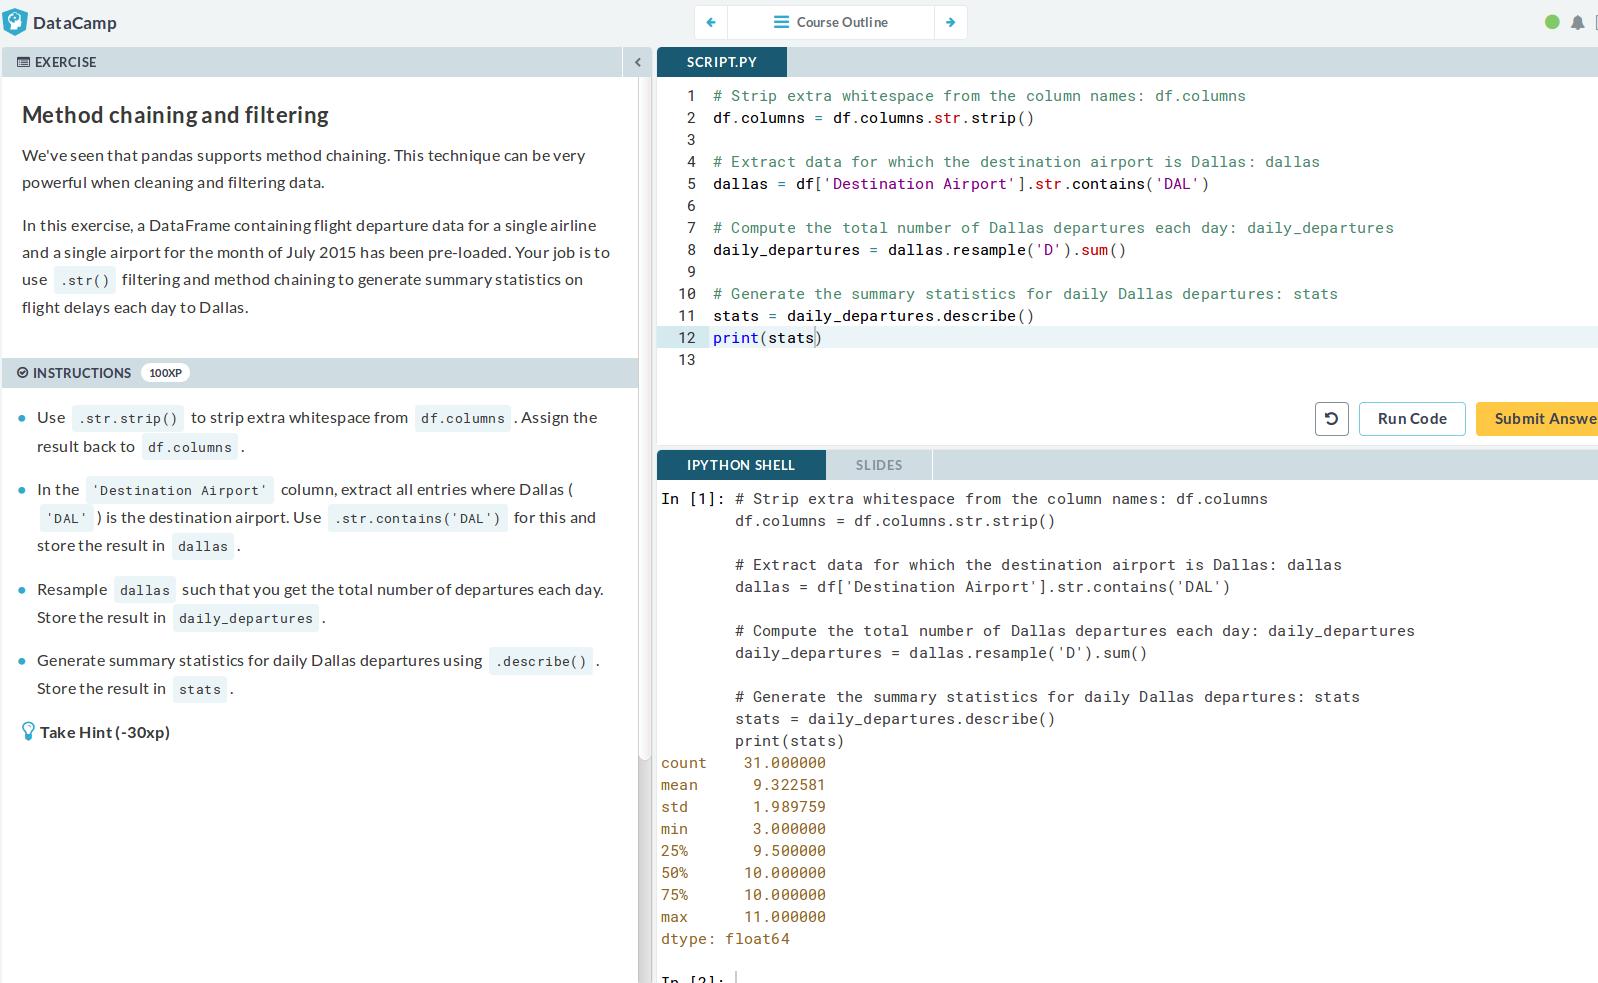 DataCamp
Course Outline
EXERCISE
Method chaining and filtering
We've seen that pandas supports method chaining. This technique can be very
powerful when cleaning and filtering data.
In this exercise, a DataFrame containing flight departure data for a single airline
and a single airport for the month of July 2015 has been pre-loaded. Your job is to
use .str() filtering and method chaining to generate summary statistics on
flight delays each day to Dallas.
INSTRUCTIONS 100XP
Use .str.strip() to strip extra whitespace from df.columns . Assign the
result back to df.columns .
In the 'Destination Airport' column, extract all entries where Dallas (
'DAL' ) is the destination airport. Use .str.contains('DAL') for this and
store the result in dallas .
Resample dallas such that you get the total number of departures each day.
Store the result in daily_departures .
Generate summary statistics for daily Dallas departures using .describe() .
Store the result in stats .
Take Hint (-30xp)
SCRIPT.PY
1 # Strip extra whitespace from the column names: df.columns
2 df.columns = df.columns.str.strip()
3
4 # Extract data for which the destination airport is Dallas: dallas
5 dallas = df['Destination Airport'].str.contains('DAL')
6
7 # Compute the total number of Dallas departures each day: daily_departures
8 daily_departures = dallas.resample('D').sum()
9
10 # Generate the summary statistics for daily Dallas departures: stats
11 stats = daily_departures.describe()
12 print(stats)
13
Run Code
Submit Answe
IPYTHON SHELL
SLIDES
In [1]: # Strip extra whitespace from the column names: df.columns
df.columns = df.columns.str.strip()
# Extract data for which the destination airport is Dallas: dallas
dallas = df['Destination Airport'].str.contains('DAL')
# Compute the total number of Dallas departures each day: daily_departures
daily_departures = dallas.resample('D').sum()
# Generate the summary statistics for daily Dallas departures: stats
stats = daily_departures.describe()
print(stats)
count 31.000000
mean 9.322581
std 1.989759
min 3.000000
25% 9.500000
50% 10.000000
75% 10.000000
max 11.000000
dtype: float64
In [2]: